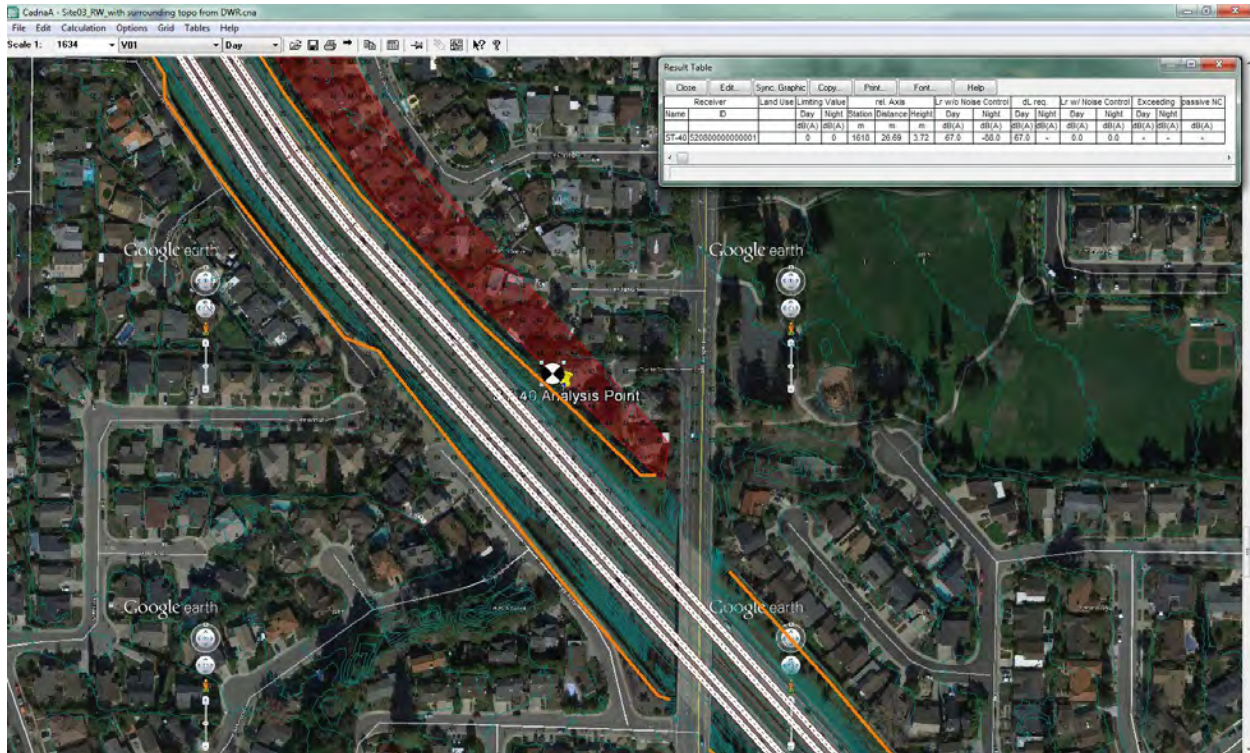 CadnaA - Site03_RW_with surrounding topo from DWR.cna
File Edit Calculation Options Grid Tables Help
Scale 1: 1634 V01 Day
Result Table
Close Edit... Sync. Graphic Copy... Print... Font... Help
Receiver Land Use Limiting Value rel. Axis Lr w/o Noise Control dL req. Lr w/ Noise Control Exceeding passive NC
Name ID Day Night Station Distance Height Day Night Day Night Day Night Day Night
dB(A) dB(A) m m m dB(A) dB(A) dB(A) dB(A) dB(A) dB(A) dB(A) dB(A) dB(A)
ST-40 0 0 1618 26.69 3.72 67.0 -88.0 67.0 - 0.0 0.0 - - -
Google earth Google earth
ST-40 Analysis Point
Google earth Google earth